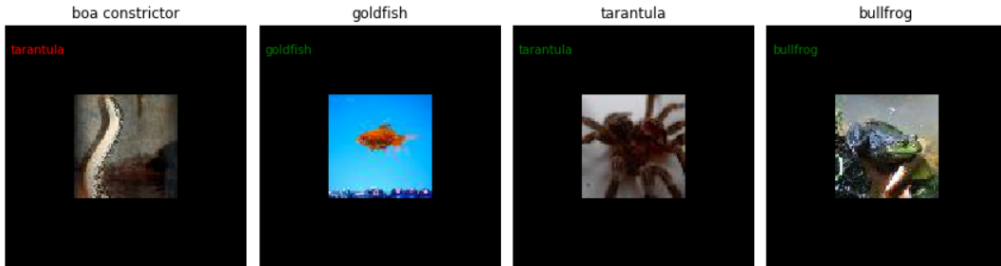 boa constrictor
goldfish
tarantula
bullfrog
tarantula
goldfish
tarantula
bullfrog